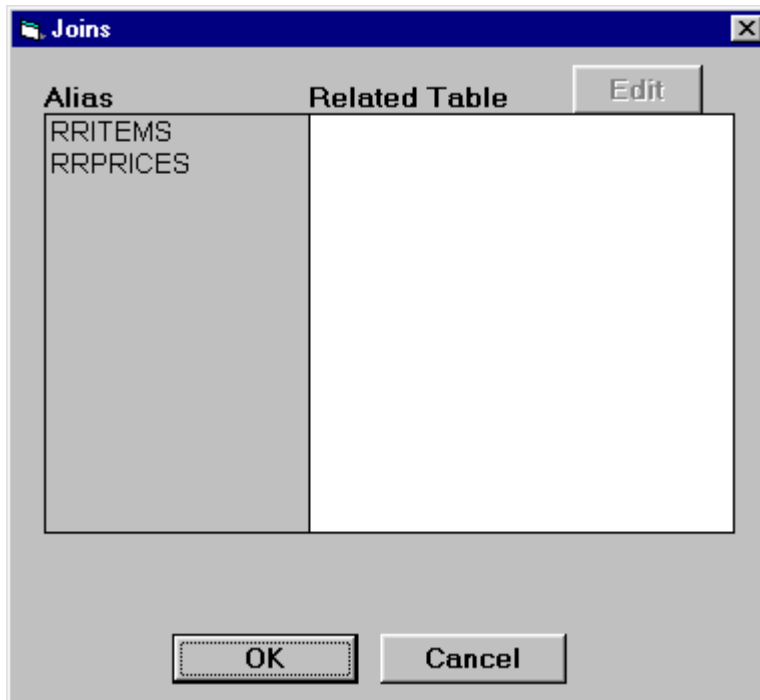 Joins
Alias Related Table Edit
RRITEMS
RRPRICES
OK Cancel